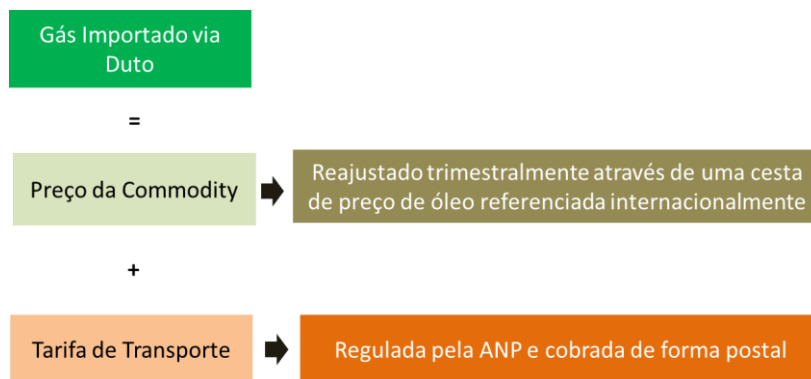 Gás Importado via
Duto
=
Preço da Commodity
Reajustado trimestralmente através de uma cesta
de preço de óleo referenciada internacionalmente
+
Tarifa de Transporte
Regulada pela ANP e cobrada de forma postal